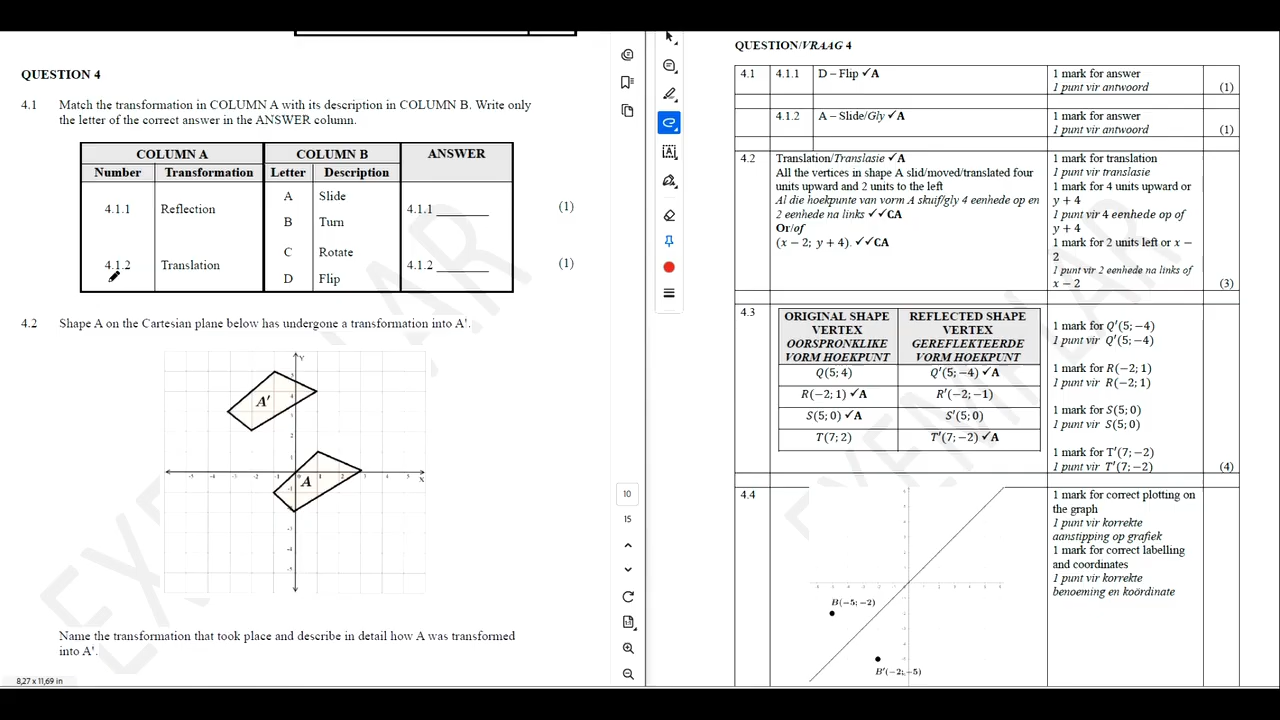 QUESTION 4
4.1 Match the transformation in COLUMN A with its description in COLUMN B. Write only
the letter of the correct answer in the ANSWER column.
COLUMN A COLUMN B ANSWER
Number Transformation Letter Description
A Slide
4.1.1 Reflection 4.1.1 ________ (1)
B Turn
C Rotate
4.1.2 Translation 4.1.2 ________ (1)
D Flip
4.2 Shape A on the Cartesian plane below has undergone a transformation into A'.
Y
A'
A
X
Name the transformation that took place and describe in detail how A was transformed
into A'.
8,27 x 11,69 in
10
15
EXEMPLAR
QUESTION/VRAAG 4
4.1 4.1.1 D – Flip ✓A 1 mark for answer
1 punt vir antwoord (1)
4.1.2 A – Slide/Gly ✓A 1 mark for answer
1 punt vir antwoord (1)
4.2 Translation/Translasie ✓A
All the vertices in shape A slid/moved/translated four
units upward and 2 units to the left
Al die hoekpunte van vorm A skuif/gly 4 eenhede op en
2 eenhede na links ✓✓CA
Or/of
(x − 2; y + 4). ✓✓CA
1 mark for translation
1 punt vir translasie
1 mark for 4 units upward or
y + 4
1 punt vir 4 eenhede op of
y + 4
1 mark for 2 units left or x −
2
1 punt vir 2 eenhede na links of
x − 2 (3)
4.3 ORIGINAL SHAPE REFLECTED SHAPE
VERTEX VERTEX
OORSPRONKLIKE GEREFLEKTEERDE
VORM HOEKPUNT VORM HOEKPUNT
Q(5; 4) Q′(5; −4) ✓A
R(−2; 1) ✓A R′(−2; −1)
S(5; 0) ✓A S′(5; 0)
T(7; 2) T′(7; −2) ✓A
1 mark for Q′(5; −4)
1 punt vir Q′(5; −4)
1 mark for R(−2; 1)
1 punt vir R(−2; 1)
1 mark for S(5; 0)
1 punt vir S(5; 0)
1 mark for T′(7; −2)
1 punt vir T′(7; −2) (4)
4.4 B(−5; −2)
B′(−2; −5)
1 mark for correct plotting on
the graph
1 punt vir korrekte
aanstipping op grafiek
1 mark for correct labelling
and coordinates
1 punt vir korrekte
benoeming en koördinate
EXEMPLAR